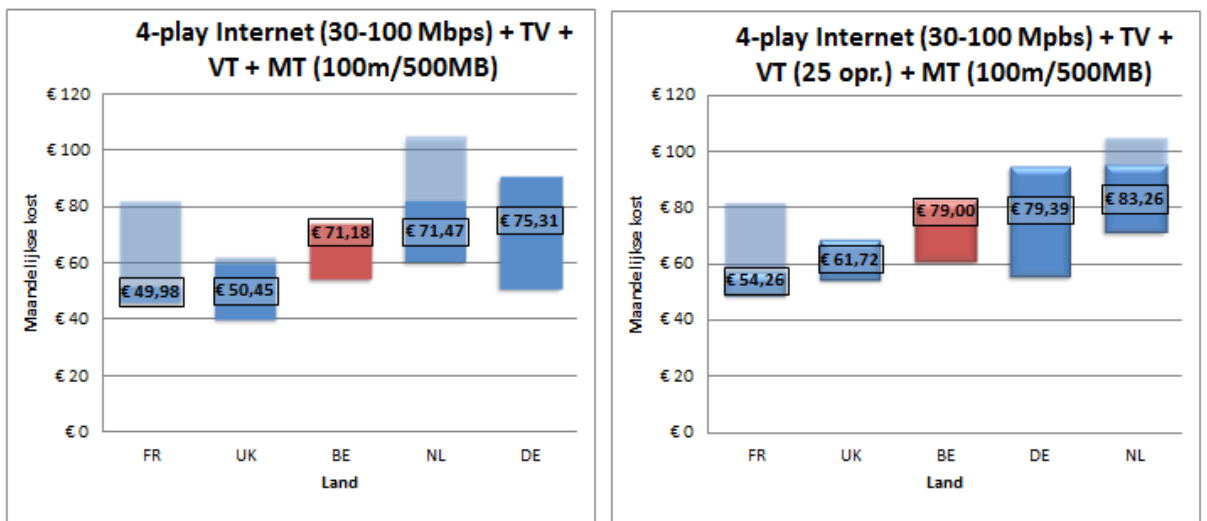 4-play Internet (30-100 Mbps) + TV +
VT + MT (100m/500MB)
€ 120
€ 100
€ 80
€ 60
€ 40
€ 20
€ 0
Maandelijkse kost
€ 49,98
€ 50,45
€ 71,18
€ 71,47
€ 75,31
FR
UK
BE
NL
DE
Land
4-play Internet (30-100 Mpbs) + TV +
VT (25 opr.) + MT (100m/500MB)
€ 120
€ 100
€ 80
€ 60
€ 40
€ 20
€ 0
Maandelijkse kost
€ 54,26
€ 61,72
€ 79,00
€ 79,39
€ 83,26
FR
UK
BE
DE
NL
Land